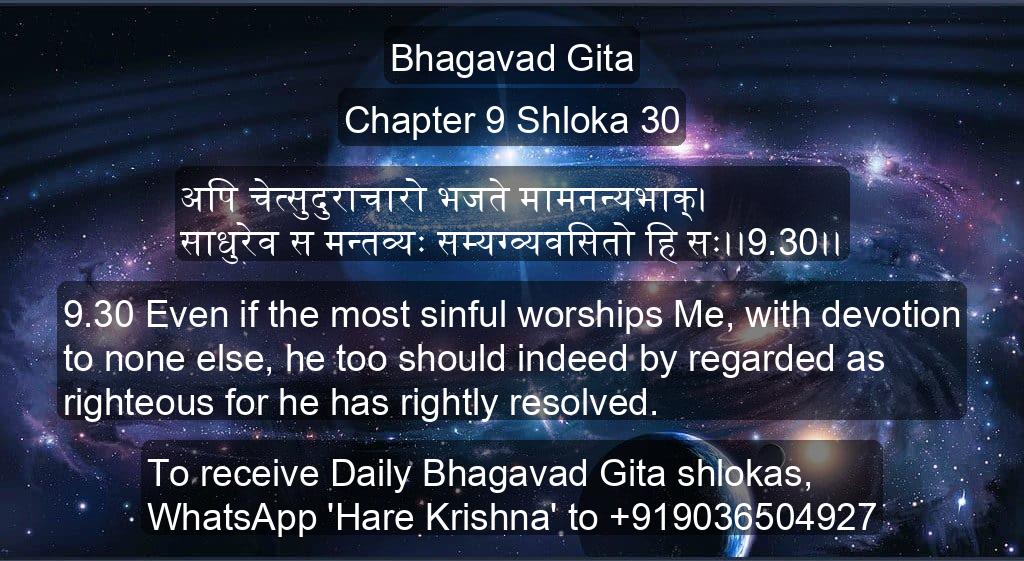 Bhagavad Gita
Chapter 9 Shloka 30
अपि चेत्सुदुराचारो भजते मामनन्यभाक्।
साधुरेव स मन्तव्यः सम्यग्व्यवसितो हि सः।।9.30।।
9.30 Even if the most sinful worships Me, with devotion
to none else, he too should indeed by regarded as
righteous for he has rightly resolved.
To receive Daily Bhagavad Gita shlokas,
WhatsApp 'Hare Krishna' to +919036504927